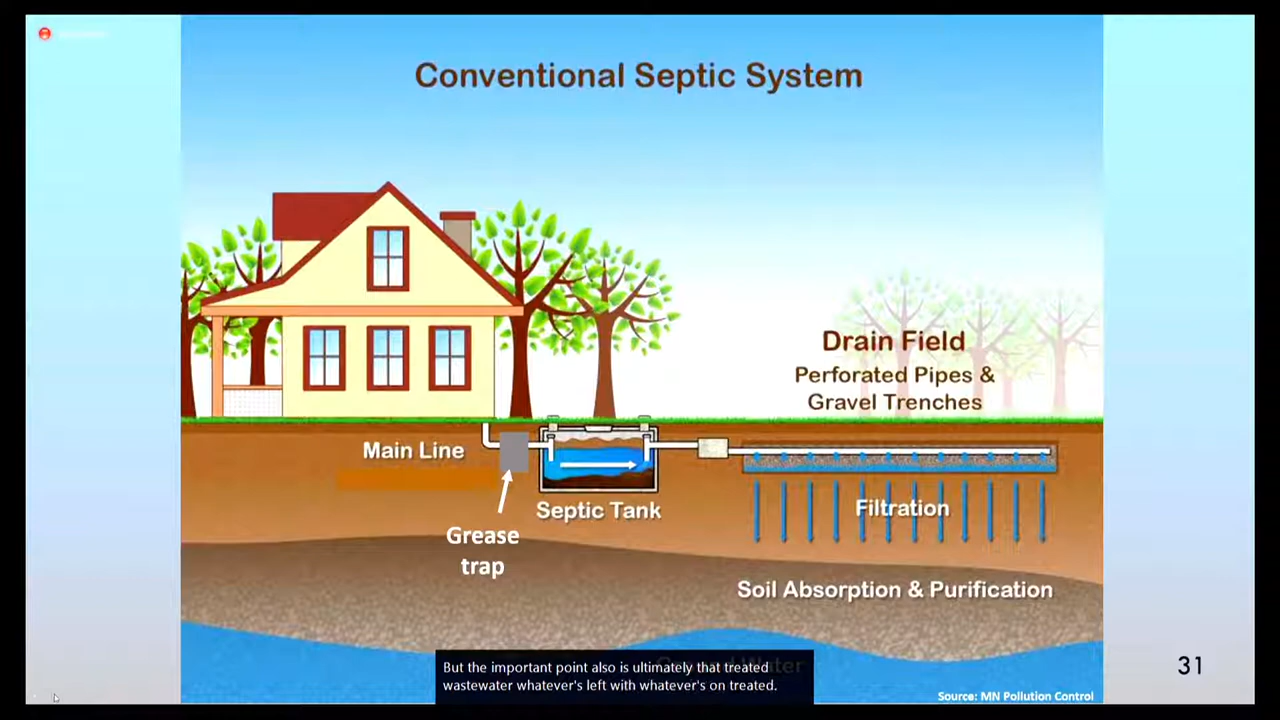 Conventional Septic System
Drain Field
Perforated Pipes &
Gravel Trenches
Main Line
Septic Tank
Grease
trap
Filtration
Soil Absorption & Purification
But the important point also is ultimately that treated
wastewater whatever's left with whatever's on treated.
31
Source: MN Pollution Control